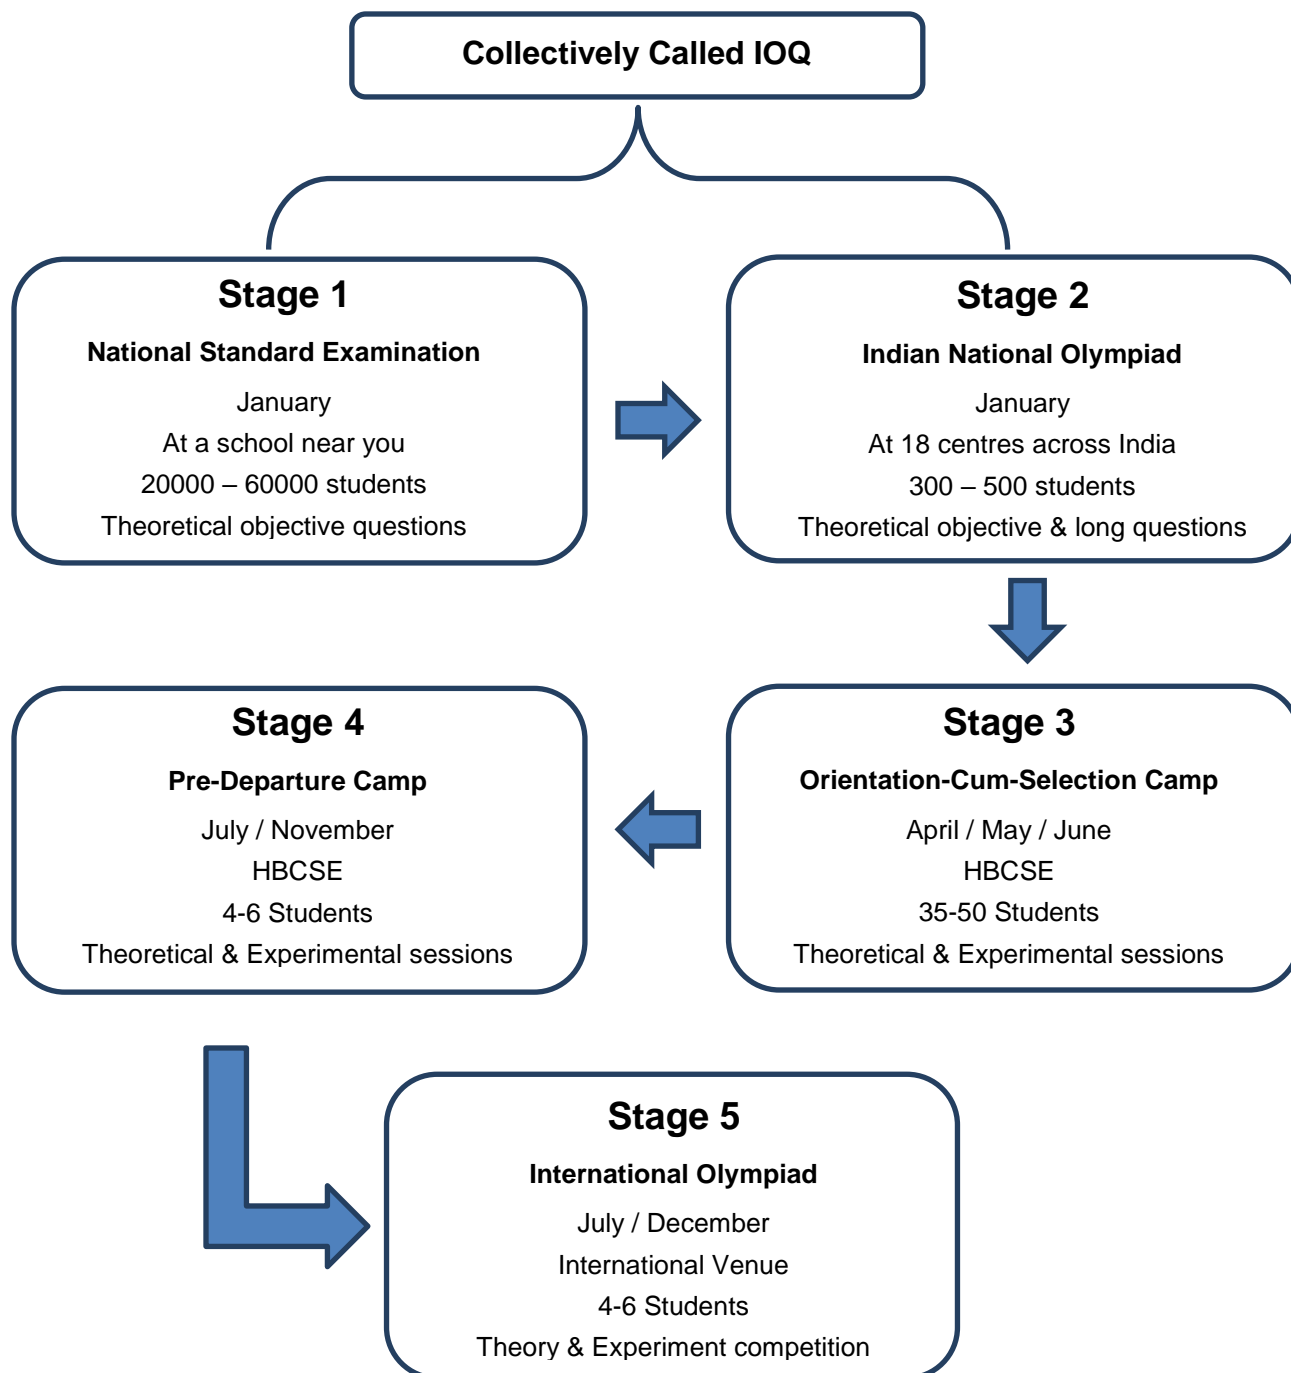 Collectively Called IOQ
Stage 1
National Standard Examination
January
At a school near you
20000 – 60000 students
Theoretical objective questions
Stage 2
Indian National Olympiad
January
At 18 centres across India
300 – 500 students
Theoretical objective & long questions
Stage 3
Orientation-Cum-Selection Camp
April / May / June
HBCSE
35-50 Students
Theoretical & Experimental sessions
Stage 4
Pre-Departure Camp
July / November
HBCSE
4-6 Students
Theoretical & Experimental sessions
Stage 5
International Olympiad
July / December
International Venue
4-6 Students
Theory & Experiment competition